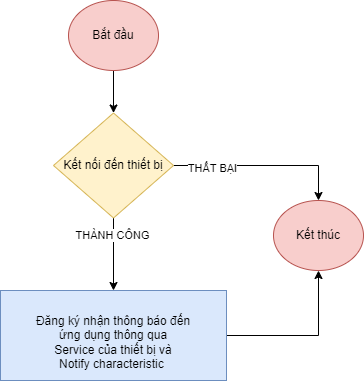 Bắt đầu
Kết nối đến thiết bị
THẤT BẠI
THÀNH CÔNG
Kết thúc
Đăng ký nhận thông báo đến
ứng dụng thông qua
Service của thiết bị và
Notify characteristic